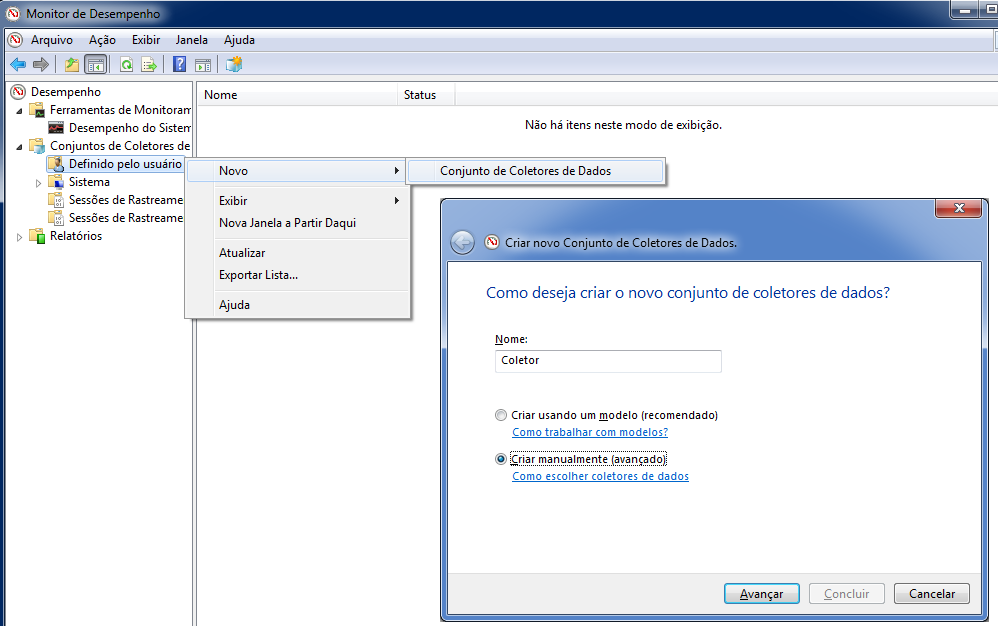 Monitor de Desempenho
Arquivo Ação Exibir Janela Ajuda
Desempenho
Ferramentas de Monitoram
Desempenho do Sistem
Conjuntos de Coletores de
Definido pelo usuário
Sistema
Sessões de Rastreame
Sessões de Rastreame
Relatórios
Nome Status
Não há itens neste modo de exibição.
Novo
Exibir
Nova Janela a Partir Daqui
Atualizar
Exportar Lista...
Ajuda
Conjunto de Coletores de Dados
Criar novo Conjunto de Coletores de Dados.
Como deseja criar o novo conjunto de coletores de dados?
Nome:
Coletor
Criar usando um modelo (recomendado)
Como trabalhar com modelos?
Criar manualmente (avançado)
Como escolher coletores de dados
Avançar Concluir Cancelar